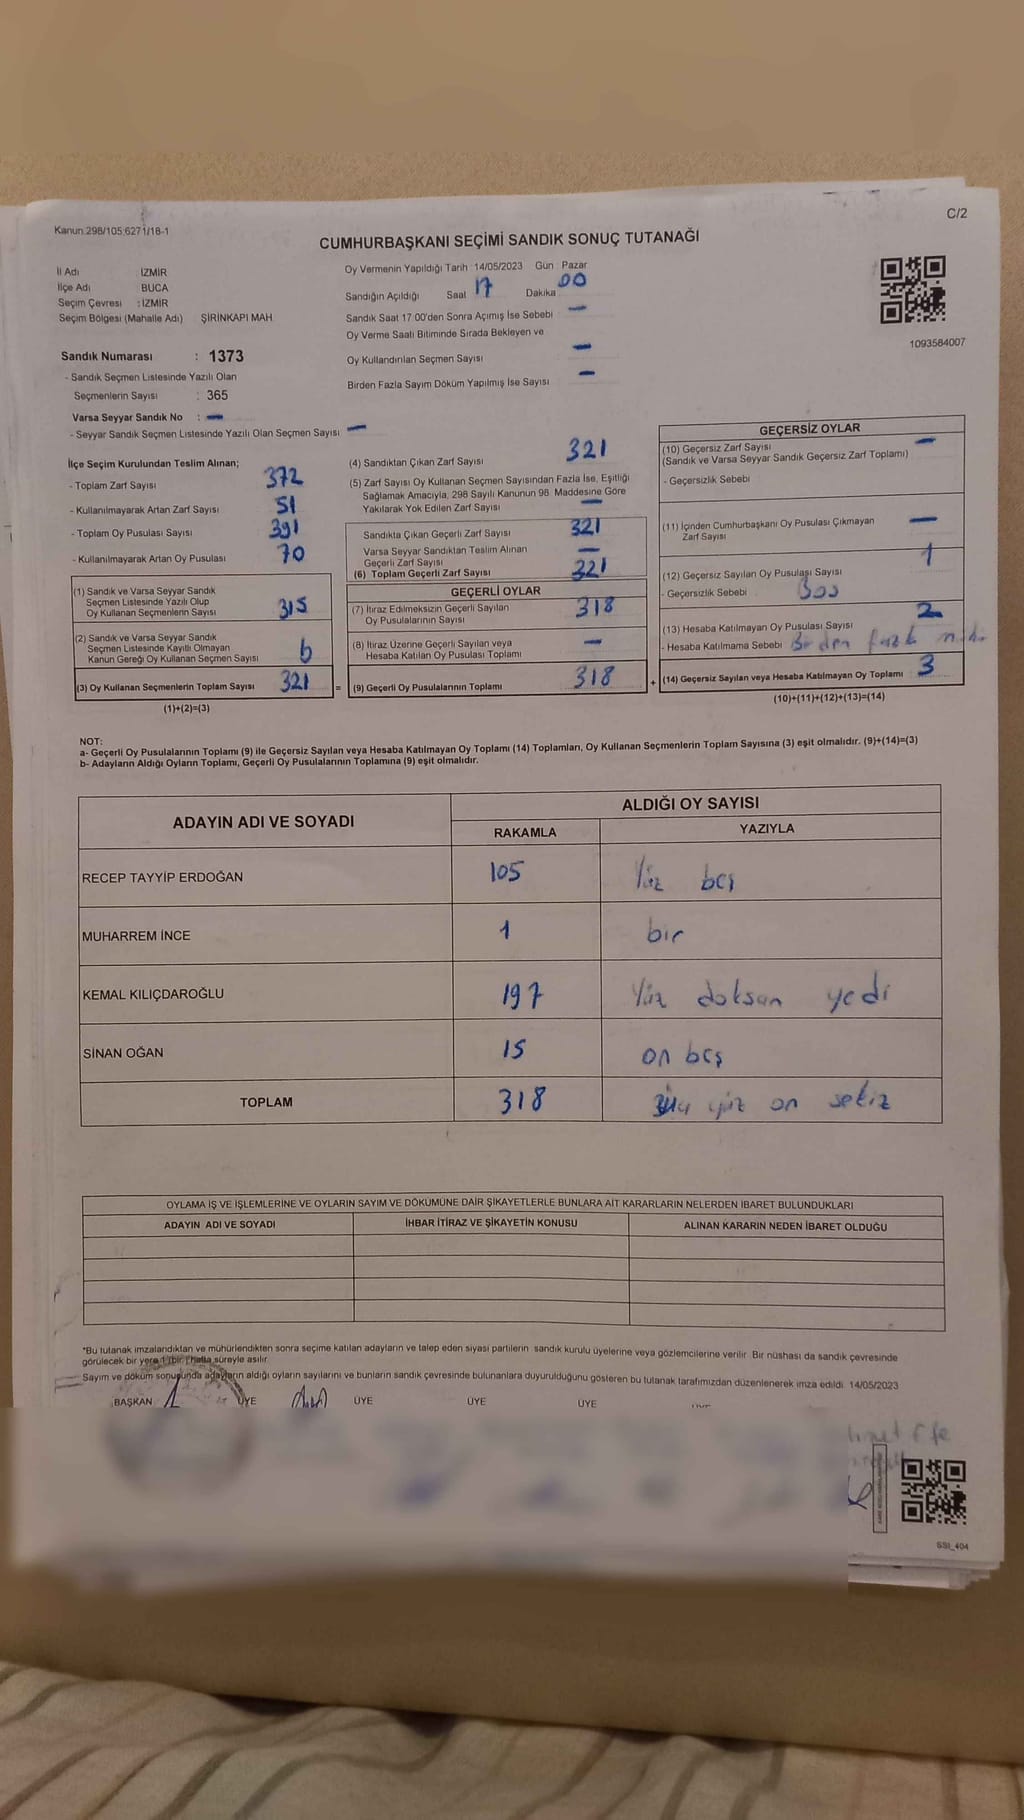 Kanun 298/105 6271/18-1
C/2
CUMHURBAŞKANI SEÇİMİ SANDIK SONUÇ TUTANAĞI
İl Adı : İZMİR
İlçe Adı BUCA
Seçim Çevresi : İZMİR
Seçim Bölgesi (Mahalle Adı) ŞİRİNKAPI MAH.
Sandık Numarası : 1373
- Sandık Seçmen Listesinde Yazılı Olan
Seçmenlerin Sayısı : 365
Varsa Seyyar Sandık No : -
- Seyyar Sandık Seçmen Listesinde Yazılı Olan Seçmen Sayısı -
Oy Vermenin Yapıldığı Tarih :14/05/2023 Gün : Pazar
Sandığın Açıldığı Saat 17 Dakika 00
Sandık Saat 17:00'den Sonra Açılmış İse Sebebi -
Oy Verme Saati Bitiminde Sırada Bekleyen ve
Oy Kullandırılan Seçmen Sayısı -
Birden Fazla Sayım Döküm Yapılmış İse Sayısı -
1093584007
İlçe Seçim Kurulundan Teslim Alınan;
- Toplam Zarf Sayısı 372
- Kullanılmayarak Artan Zarf Sayısı 51
- Toplam Oy Pusulası Sayısı 391
- Kullanılmayarak Artan Oy Pusulası 70
(1) Sandık ve Varsa Seyyar Sandık
Seçmen Listesinde Yazılı Olup
Oy Kullanan Seçmenlerin Sayısı 315
(2) Sandık ve Varsa Seyyar Sandık
Seçmen Listesinde Kayıtlı Olmayan
Kanun Gereği Oy Kullanan Seçmen Sayısı 6
(3) Oy Kullanan Seçmenlerin Toplam Sayısı 321
(1)+(2)=(3)
(4) Sandıktan Çıkan Zarf Sayısı 321
(5) Zarf Sayısı Oy Kullanan Seçmen Sayısından Fazla İse, Eşitliği
Sağlamak Amacıyla, 298 Sayılı Kanunun 98. Maddesine Göre
Yakılarak Yok Edilen Zarf Sayısı -
Sandıkta Çıkan Geçerli Zarf Sayısı 321
Varsa Seyyar Sandıktan Teslim Alınan
Geçerli Zarf Sayısı -
(6) Toplam Geçerli Zarf Sayısı 321
GEÇERLİ OYLAR
(7) İtiraz Edilmeksizin Geçerli Sayılan
Oy Pusulalarının Sayısı 318
(8) İtiraz Üzerine Geçerli Sayılan veya
Hesaba Katılan Oy Pusulası Toplamı -
= (9) Geçerli Oy Pusulalarının Toplamı 318
GEÇERSİZ OYLAR
(10) Geçersiz Zarf Sayısı -
(Sandık ve Varsa Seyyar Sandık Geçersiz Zarf Toplamı)
- Geçersizlik Sebebi
(11) İçinden Cumhurbaşkanı Oy Pusulası Çıkmayan
Zarf Sayısı -
(12) Geçersiz Sayılan Oy Pusulası Sayısı 1
- Geçersizlik Sebebi Boş
(13) Hesaba Katılmayan Oy Pusulası Sayısı 2
- Hesaba Katılmama Sebebi Birden fazla
+ (14) Geçersiz Sayılan veya Hesaba Katılmayan Oy Toplamı 3
(10)+(11)+(12)+(13)=(14)
NOT:
a- Geçerli Oy Pusulalarının Toplamı (9) ile Geçersiz Sayılan veya Hesaba Katılmayan Oy Toplamı (14) Toplamları, Oy Kullanan Seçmenlerin Toplam Sayısına (3) eşit olmalıdır. (9)+(14)=(3)
b- Adayların Aldığı Oyların Toplamı, Geçerli Oy Pusulalarının Toplamına (9) eşit olmalıdır.
ADAYIN ADI VE SOYADI
ALDIĞI OY SAYISI
RAKAMLA YAZIYLA
RECEP TAYYİP ERDOĞAN 105 Yüz beş
MUHARREM İNCE 1 bir
KEMAL KILIÇDAROĞLU 197 Yüz doksan yedi
SİNAN OĞAN 15 on beş
TOPLAM 318 yüz on sekiz
OYLAMA İŞ VE İŞLEMLERİNE VE OYLARIN SAYIM VE DÖKÜMÜNE DAİR ŞİKAYETLERLE BUNLARA AİT KARARLARIN NELERDEN İBARET BULUNDUKLARI
ADAYIN ADI VE SOYADI İHBAR İTİRAZ VE ŞİKAYETİN KONUSU ALINAN KARARIN NEDEN İBARET OLDUĞU
*Bu tutanak imzalandıktan ve mühürlendikten sonra seçime katılan adayların ve talep eden siyasi partilerin sandık kurulu üyelerine veya gözlemcilerine verilir. Bir nüshası da sandık çevresinde
görülecek bir yere 1 (bir) hafta süreyle asılır.
Sayım ve döküm sonucunda adayların aldığı oyların sayılarını ve bunların sandık çevresinde bulunanlara duyurulduğunu gösteren bu tutanak tarafımızdan düzenlenerek imza edildi. 14/05/2023
BAŞKAN ÜYE ÜYE ÜYE ÜYE
Efe
SSI_404